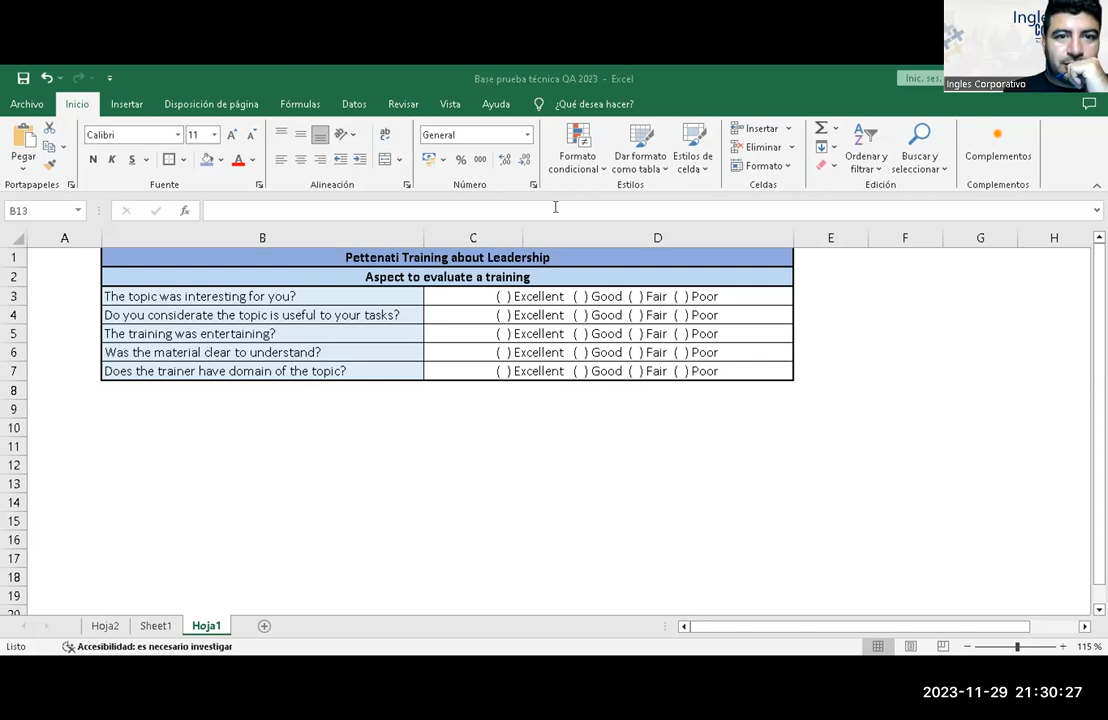 Ingl
Ingles Corporativo
Base prueba técnica QA 2023 - Excel
Inic. ses.
Archivo Inicio Insertar Disposición de página Fórmulas Datos Revisar Vista Ayuda ¿Qué desea hacer?
Pegar
Calibri 11
N K S
General
% 000
Formato condicional
Dar formato como tabla
Estilos de celda
Insertar
Eliminar
Formato
Ordenar y filtrar
Buscar y seleccionar
Complementos
Portapapeles Fuente Alineación Número Estilos Celdas Edición Complementos
B13 fx
A B C D E F G H
1 Pettenati Training about Leadership
2 Aspect to evaluate a training
3 The topic was interesting for you? ( ) Excellent ( ) Good ( ) Fair ( ) Poor
4 Do you considerate the topic is useful to your tasks? ( ) Excellent ( ) Good ( ) Fair ( ) Poor
5 The training was entertaining? ( ) Excellent ( ) Good ( ) Fair ( ) Poor
6 Was the material clear to understand? ( ) Excellent ( ) Good ( ) Fair ( ) Poor
7 Does the trainer have domain of the topic? ( ) Excellent ( ) Good ( ) Fair ( ) Poor
8
9
10
11
12
13
14
15
16
17
18
19
Hoja2 Sheet1 Hoja1
Listo Accesibilidad: es necesario investigar 115 %
2023-11-29 21:30:27